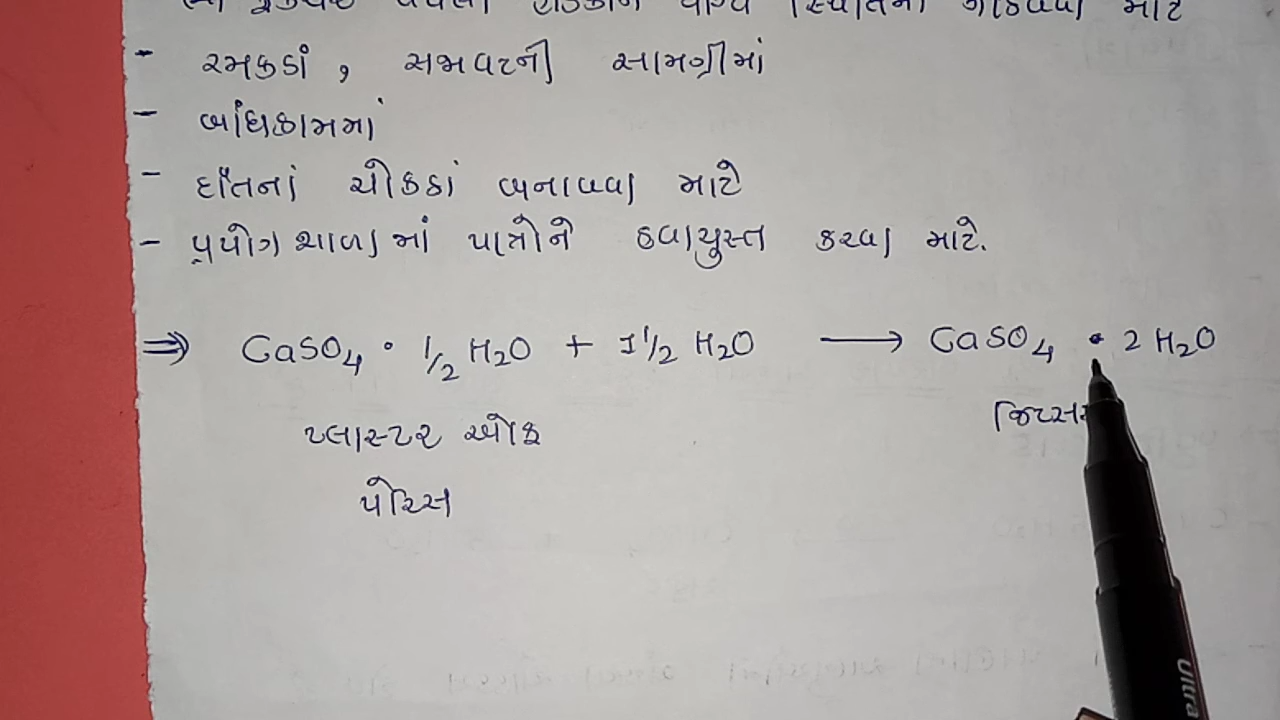 માટે
- રમકડાં, સજાવટની સામગ્રીમાં
- બાંધકામમાં
- દાંતનાં ચોકઠાં બનાવવા માટે
- પ્રયોગશાળામાં પાત્રોને હવાચુસ્ત કરવા માટે.
⇒ CaSO₄ • 1/2 H₂O + 1 1/2 H₂O ⟶ CaSO₄ • 2 H₂O
પ્લાસ્ટર ઓફ
પેરિસ
Ultra